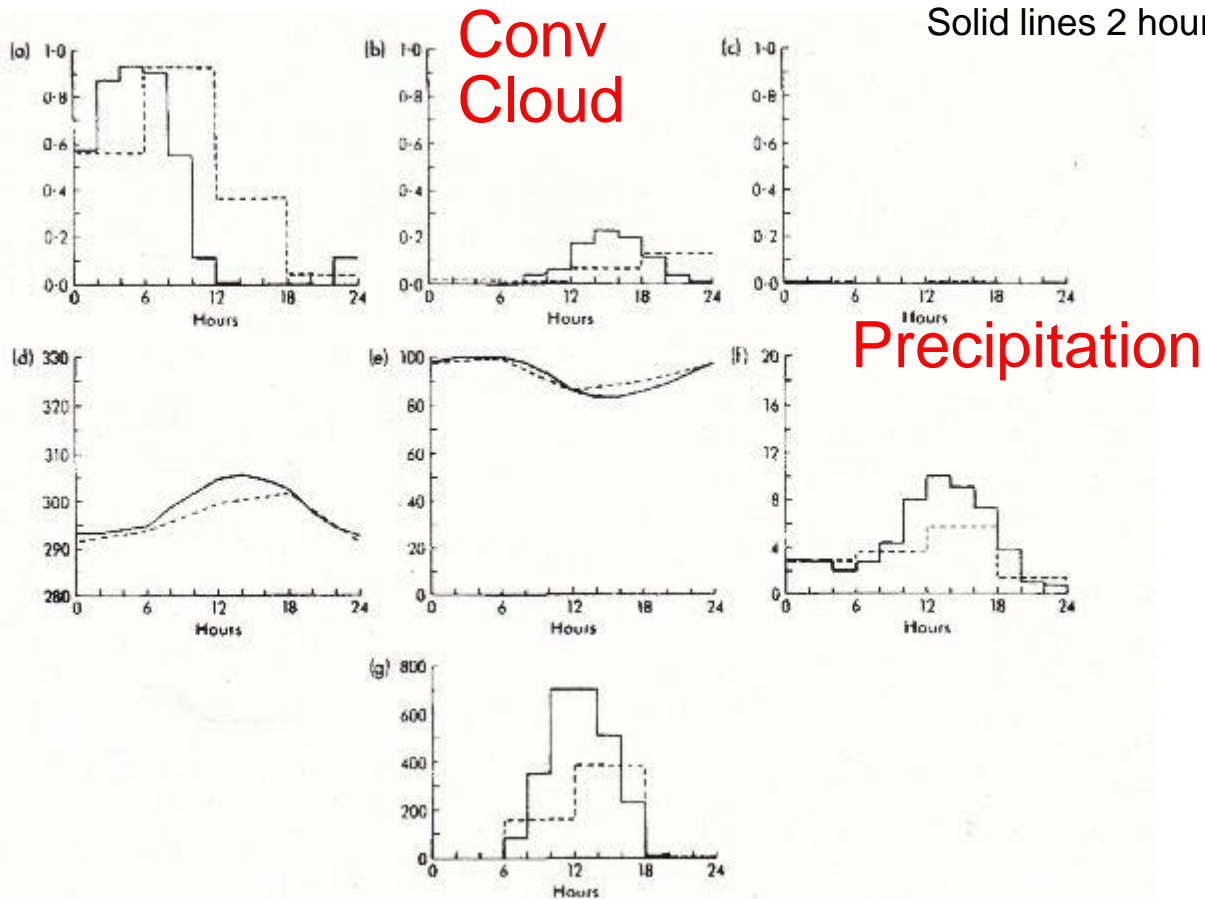 Solid lines 2 hour
Conv
Cloud
(a) 1·0
0·8
0·6
0·4
0·2
0·0
0 6 12 18 24
Hours
(b) 1·0
0·8
0·6
0·4
0·2
0·0
0 6 12 18 24
Hours
(c) 1·0
0·8
0·6
0·4
0·2
0·0
0 6 12 18 24
Hours
Precipitation
(d) 330
320
310
300
290
280
0 6 12 18 24
Hours
(e) 100
80
60
40
20
0
0 6 12 18 24
Hours
(f) 20
16
12
8
4
0
0 6 12 18 24
Hours
(g) 800
600
400
200
0
0 6 12 18 24
Hours